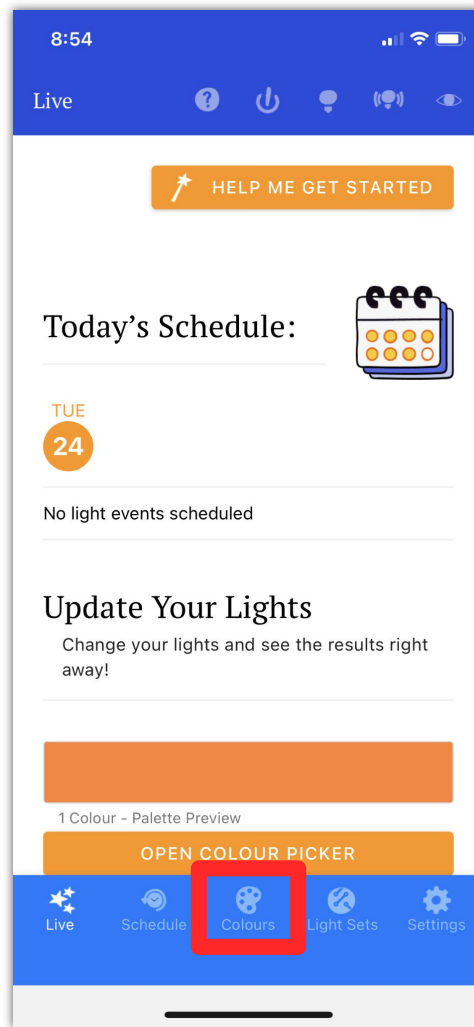 8:54
Live
?
HELP ME GET STARTED
Today’s Schedule:
TUE
24
No light events scheduled
Update Your Lights
Change your lights and see the results right
away!
1 Colour - Palette Preview
OPEN COLOUR PICKER
Live Schedule Colours Light Sets Settings